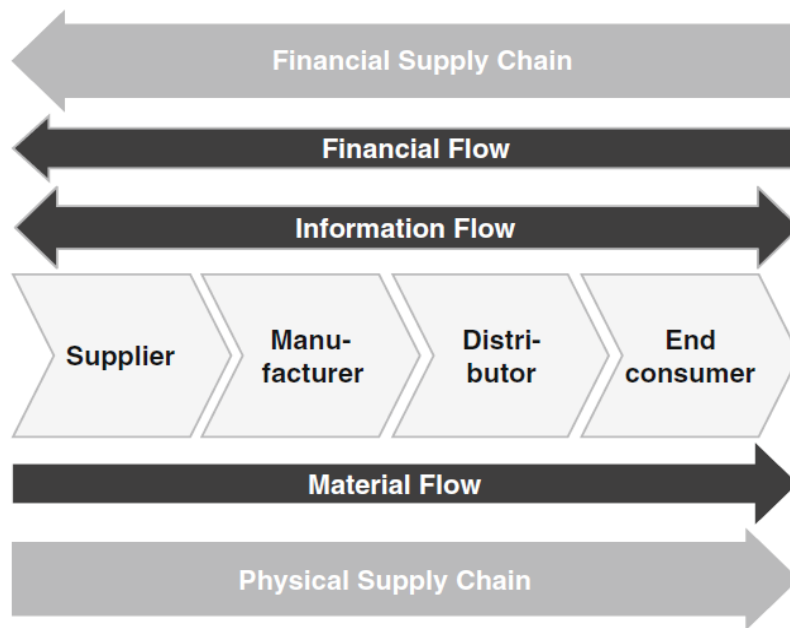 Financial Supply Chain
Financial Flow
Information Flow
Supplier
Manu-
facturer
Distri-
butor
End
consumer
Material Flow
Physical Supply Chain